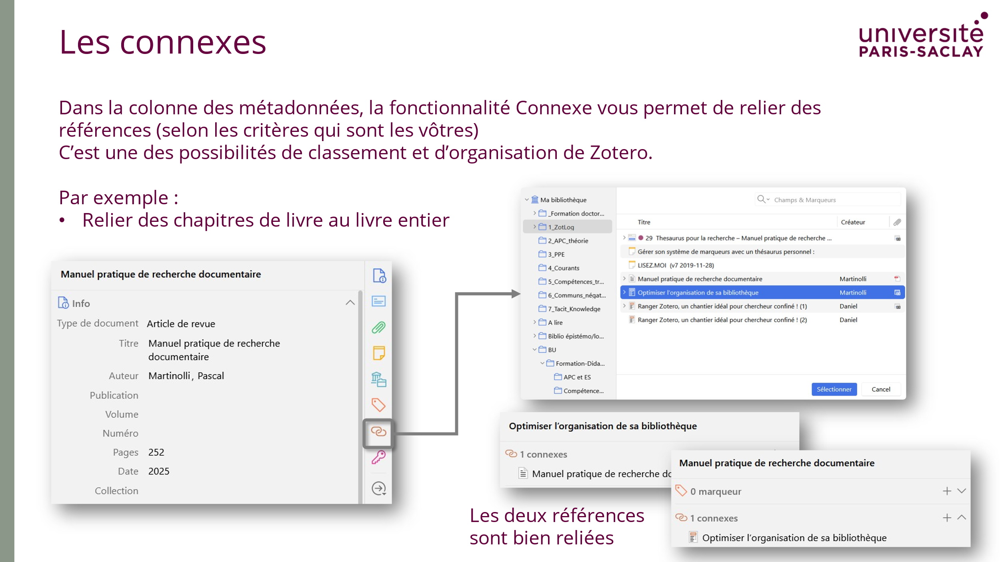 Les connexes
universite
PARIS-SACLAY
Dans la colonne des métadonnées, la fonctionnalité Connexe vous permet de relier des
références (selon les critères qui sont les vôtres)
C’est une des possibilités de classement et d’organisation de Zotero.
Par exemple :
• Relier des chapitres de livre au livre entier
Manuel pratique de recherche documentaire
Info
Type de document Article de revue
Titre Manuel pratique de recherche
documentaire
Auteur Martinolli, Pascal
Publication
Volume
Numéro
Pages 252
Date 2025
Collection
Ma bibliothèque
_Formation doctor...
1_ZotLog
2_APC_théorie
3_PPE
4_Courants
5_Compétences_tr...
6_Communs_négat...
7_Tacit_Knowledge
A lire
Biblio épistémo/lo...
BU
Formation-Dida...
APC et ES
Compétence...
Champs & Marqueurs
Titre Créateur
29 Thesaurus pour la recherche – Manuel pratique de recherche ...
Gérer son système de marqueurs avec un thésaurus personnel :
LISEZ.MOI (v7 2019-11-28)
Manuel pratique de recherche documentaire Martinolli
Optimiser l’organisation de sa bibliothèque Martinolli
Ranger Zotero, un chantier idéal pour chercheur confiné ! (1) Daniel
Ranger Zotero, un chantier idéal pour chercheur confiné ! (2) Daniel
Sélectionner Cancel
Optimiser l’organisation de sa bibliothèque
1 connexes
Manuel pratique de recherche do
Manuel pratique de recherche documentaire
0 marqueur
1 connexes
Optimiser l’organisation de sa bibliothèque
Les deux références
sont bien reliées